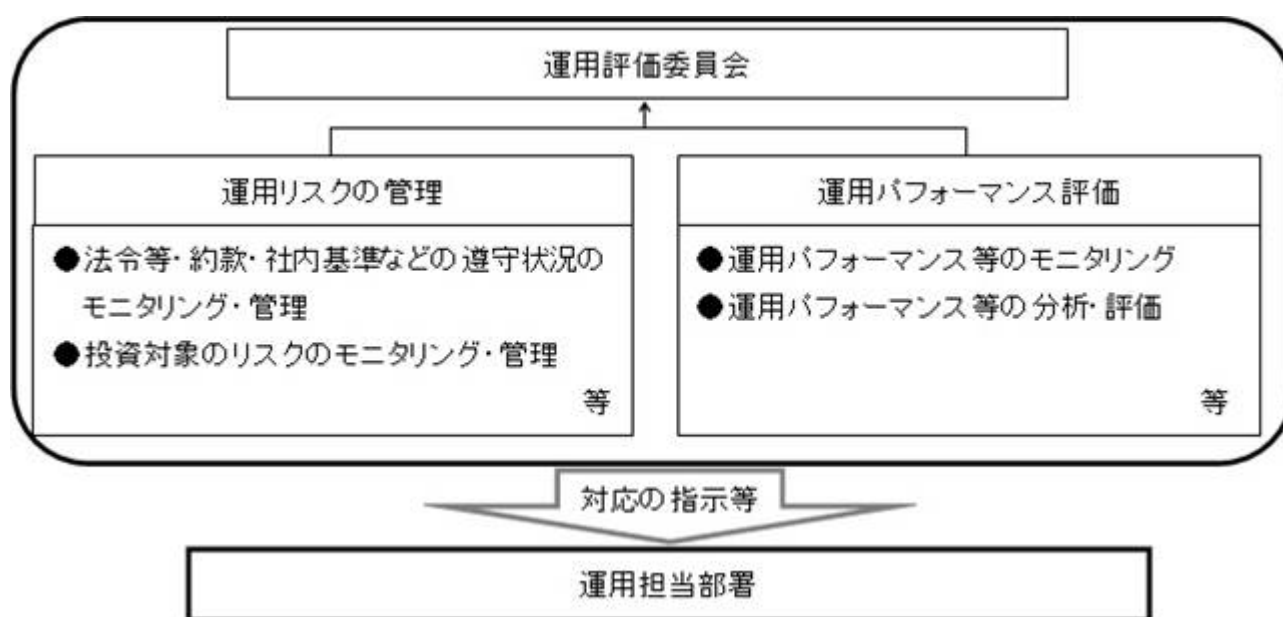 運用評価委員会
運用リスクの管理
●法令等・約款・社内基準などの遵守状況の
モニタリング・管理
●投資対象のリスクのモニタリング・管理
等
運用パフォーマンス評価
●運用パフォーマンス等のモニタリング
●運用パフォーマンス等の分析・評価
等
対応の指示等
運用担当部署